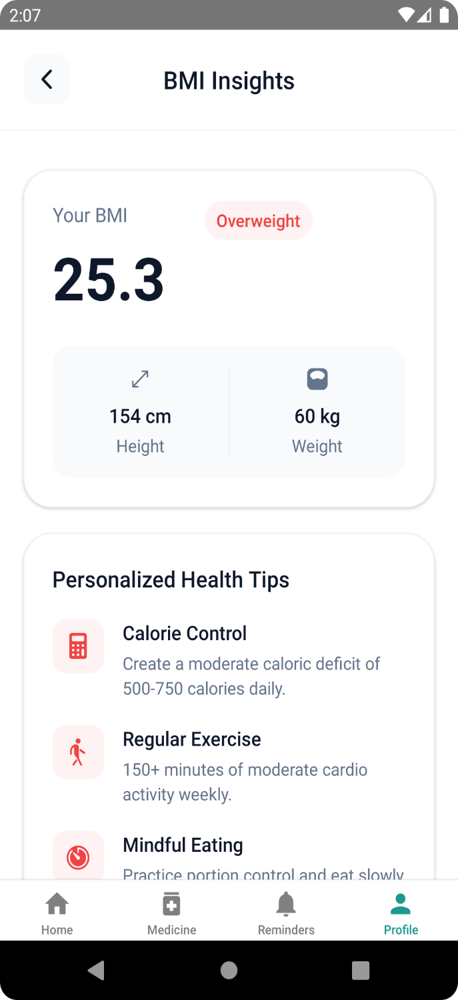 2:07
BMI Insights
Your BMI
Overweight
25.3
154 cm
Height
60 kg
Weight
Personalized Health Tips
Calorie Control
Create a moderate caloric deficit of
500-750 calories daily.
Regular Exercise
150+ minutes of moderate cardio
activity weekly.
Mindful Eating
Practice portion control and eat slowly
Home
Medicine
Reminders
Profile